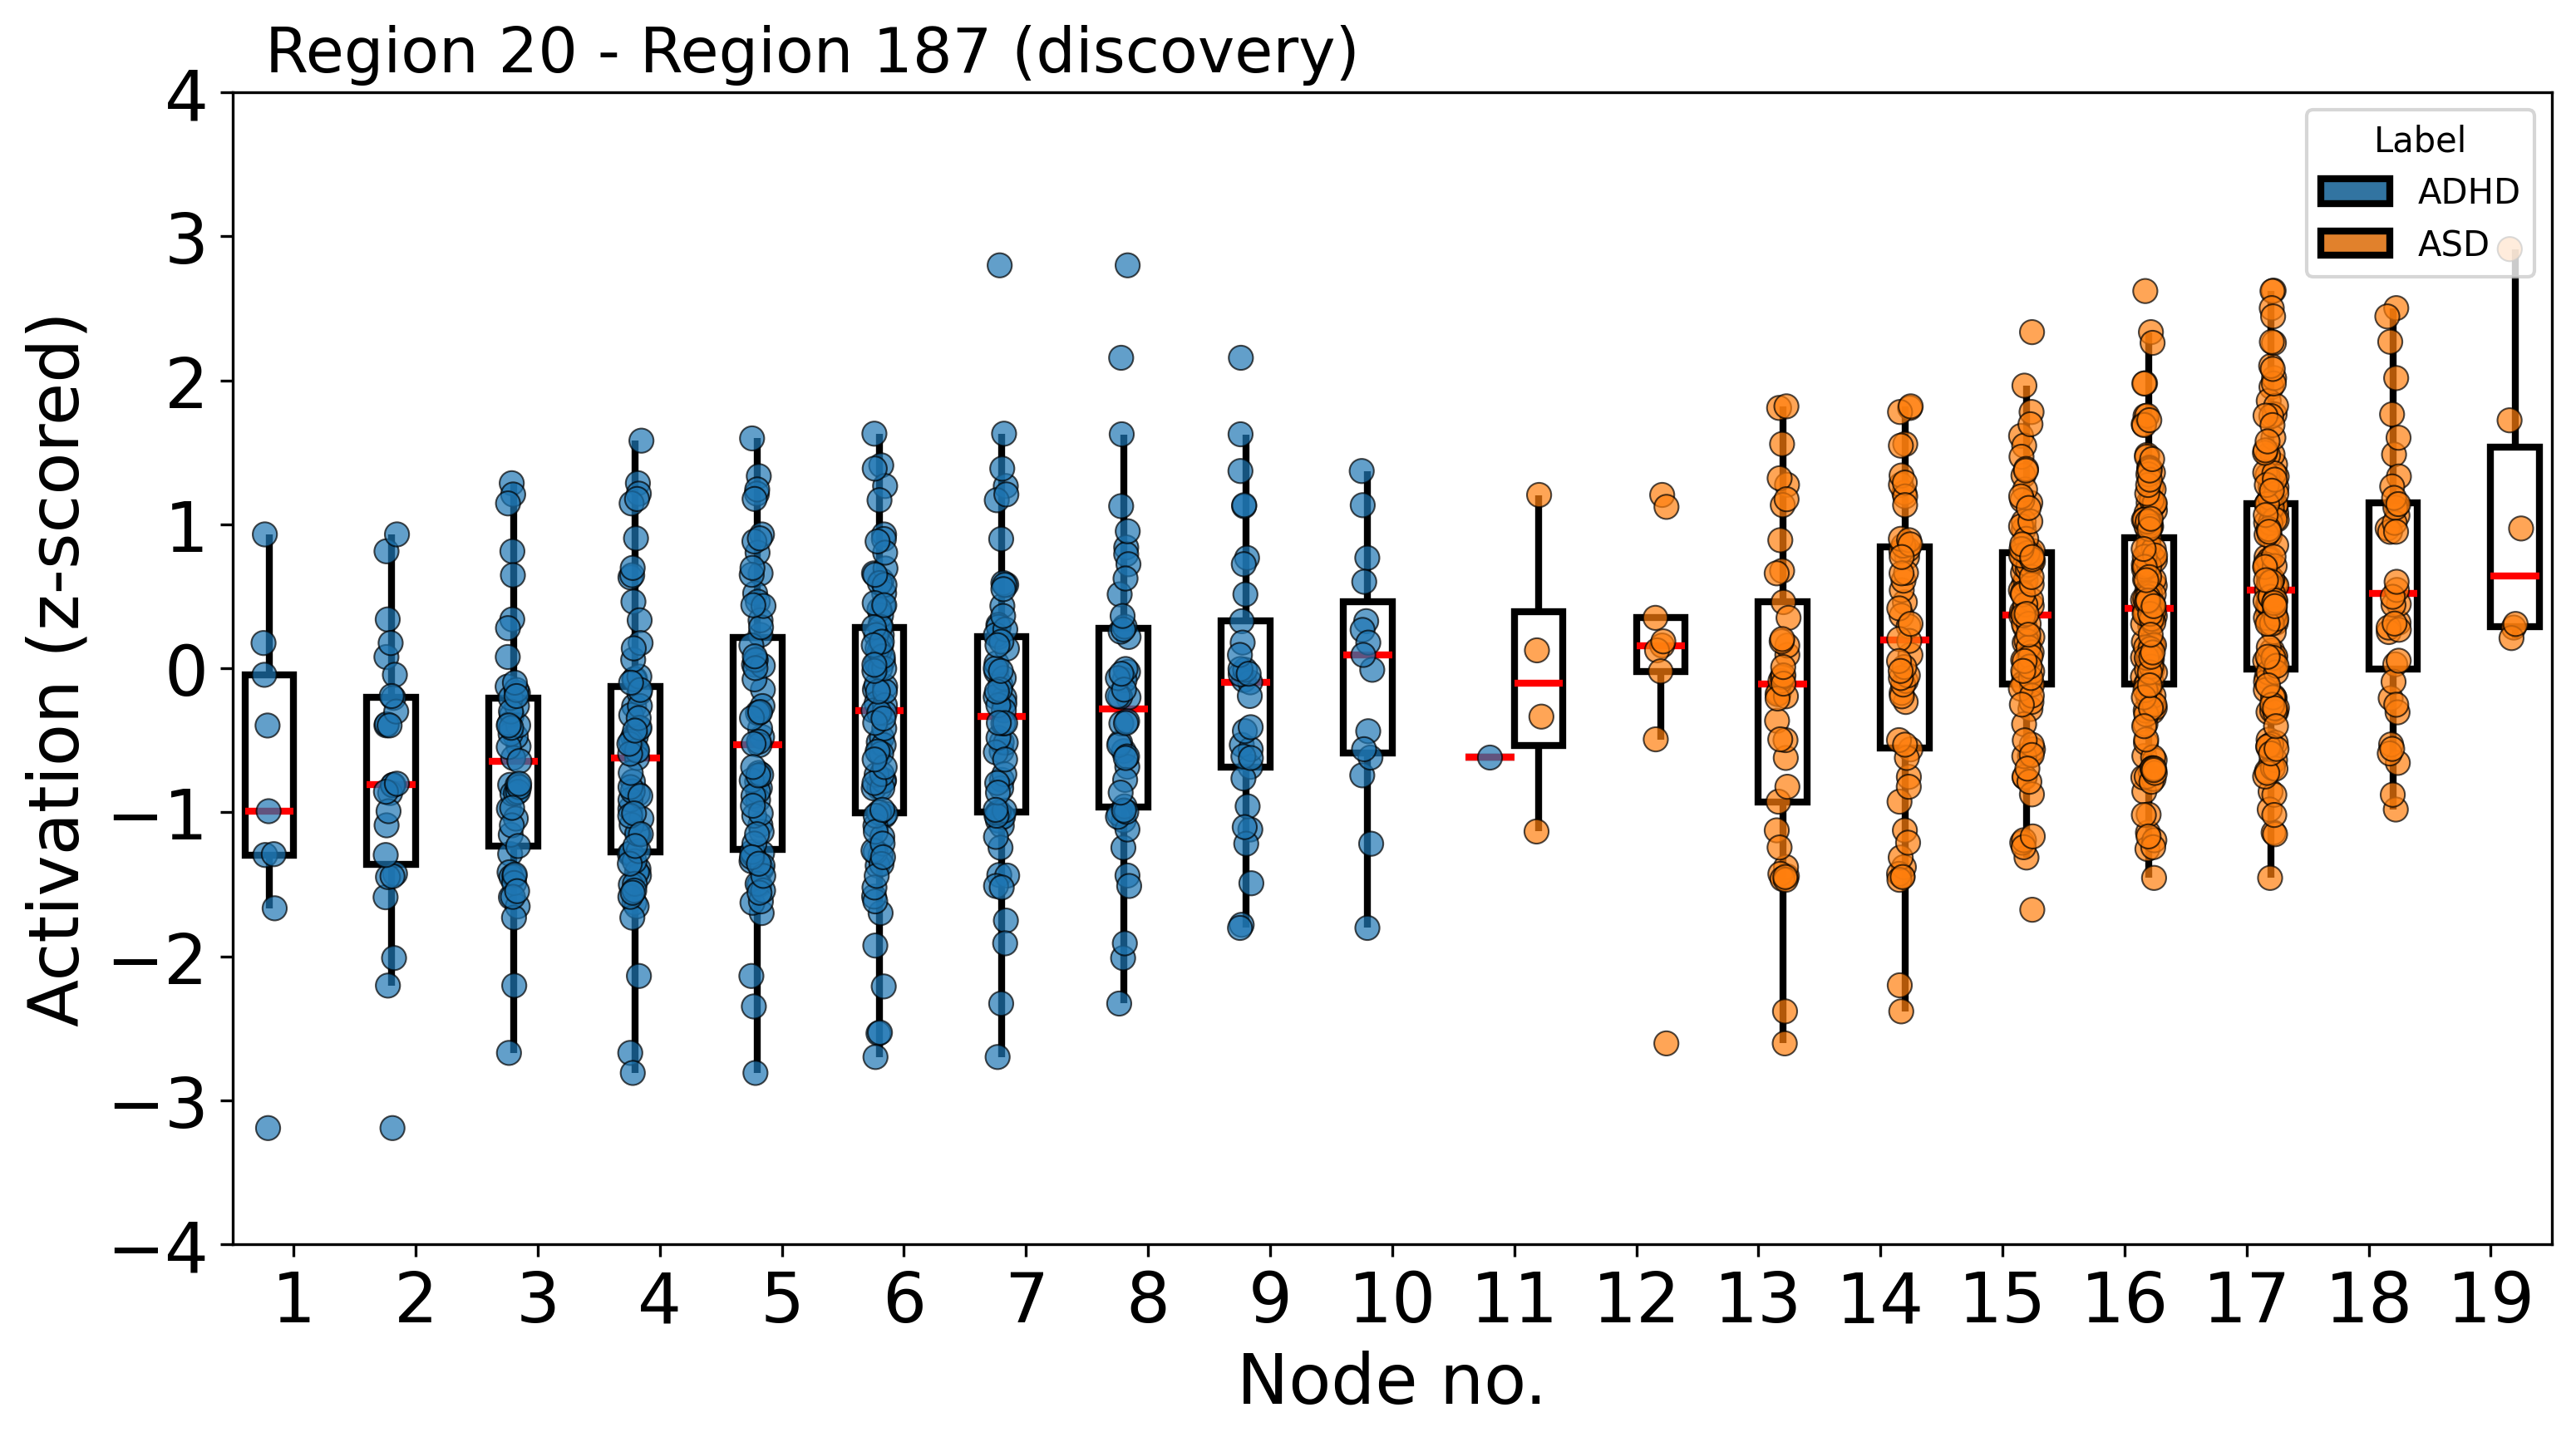 Region 20 - Region 187 (discovery)
Activation (z-scored)
4
3
2
1
0
−1
−2
−3
−4
Label
ADHD
ASD
1 2 3 4 5 6 7 8 9 10 11 12 13 14 15 16 17 18 19
Node no.